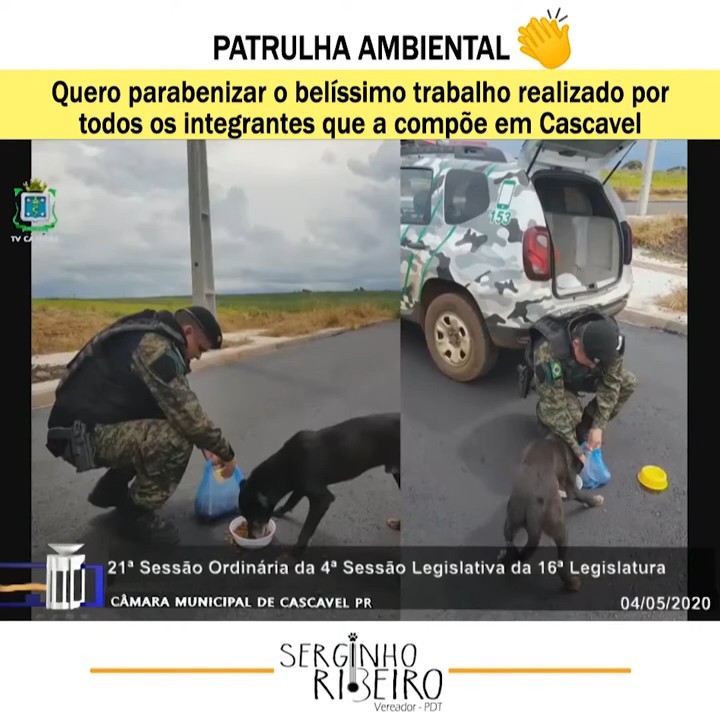 PATRULHA AMBIENTAL
Quero parabenizar o belíssimo trabalho realizado por
todos os integrantes que a compõe em Cascavel
153
21ª Sessão Ordinária da 4ª Sessão Legislativa da 16ª Legislatura
CÂMARA MUNICIPAL DE CASCAVEL PR
04/05/2020
SERGINHO
RIBEIRO
Vereador - PDT